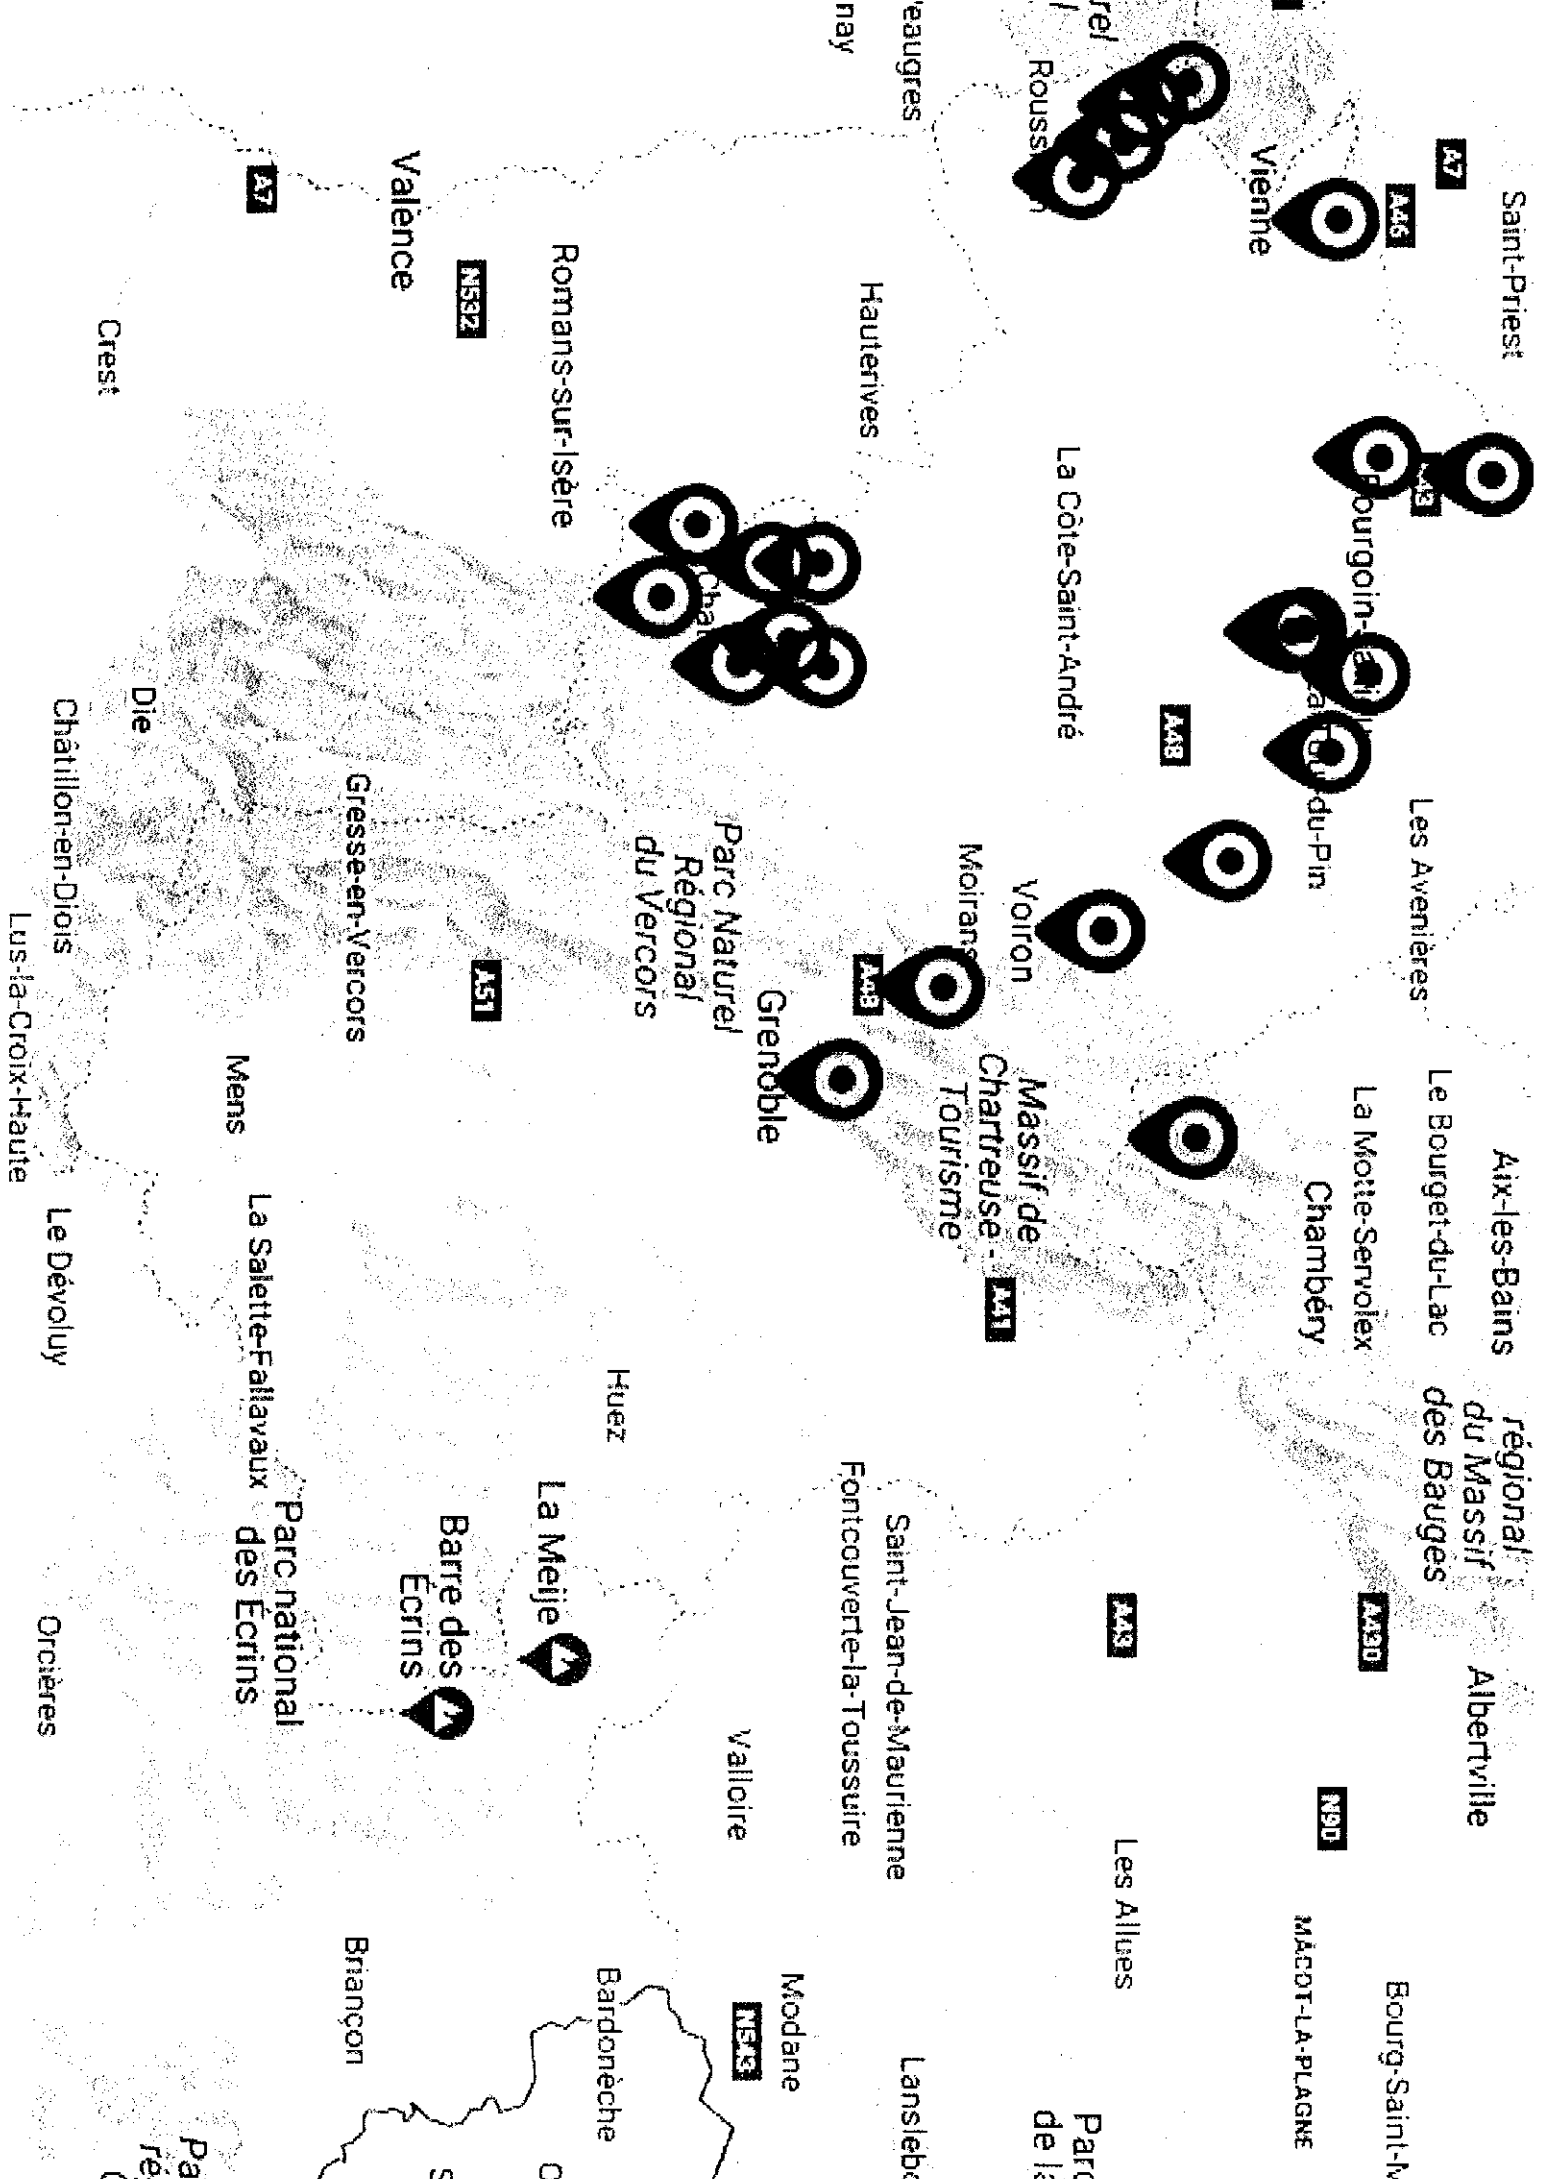 Saint-Priest
A7
A46
Vienne
Les Avenières
du-Pin
A48
La Côte-Saint-André
Hauterives
Voiron
Moirans
A48
Grenoble
Parc Naturel
Régional
du Vercors
Romans-sur-Isère
N532
Valence
A7
Crest
Die
Châtillon-en-Diois
Gresse-en-Vercors
A51
Mens
Lus-la-Croix-Haute
Aix-les-Bains
Le Bourget-du-Lac
La Motte-Servolex
Chambéry
Massif de
Chartreuse -
Tourisme
A41
régional
du Massif
des Bauges
A430
Albertville
N90
A43
Les Allues
MÂCOT-LA-PLAGNE
Bourg-Saint-M
Saint-Jean-de-Maurienne
Fontcouverte-la-Toussuire
Huez
La Meije
Barre des
Écrins
Parc national
des Écrins
La Salette-Fallavaux
Le Dévoluy
Orcières
Valloire
Modane
N543
Bardonèche
Briançon
Lansleb
Parc
de la